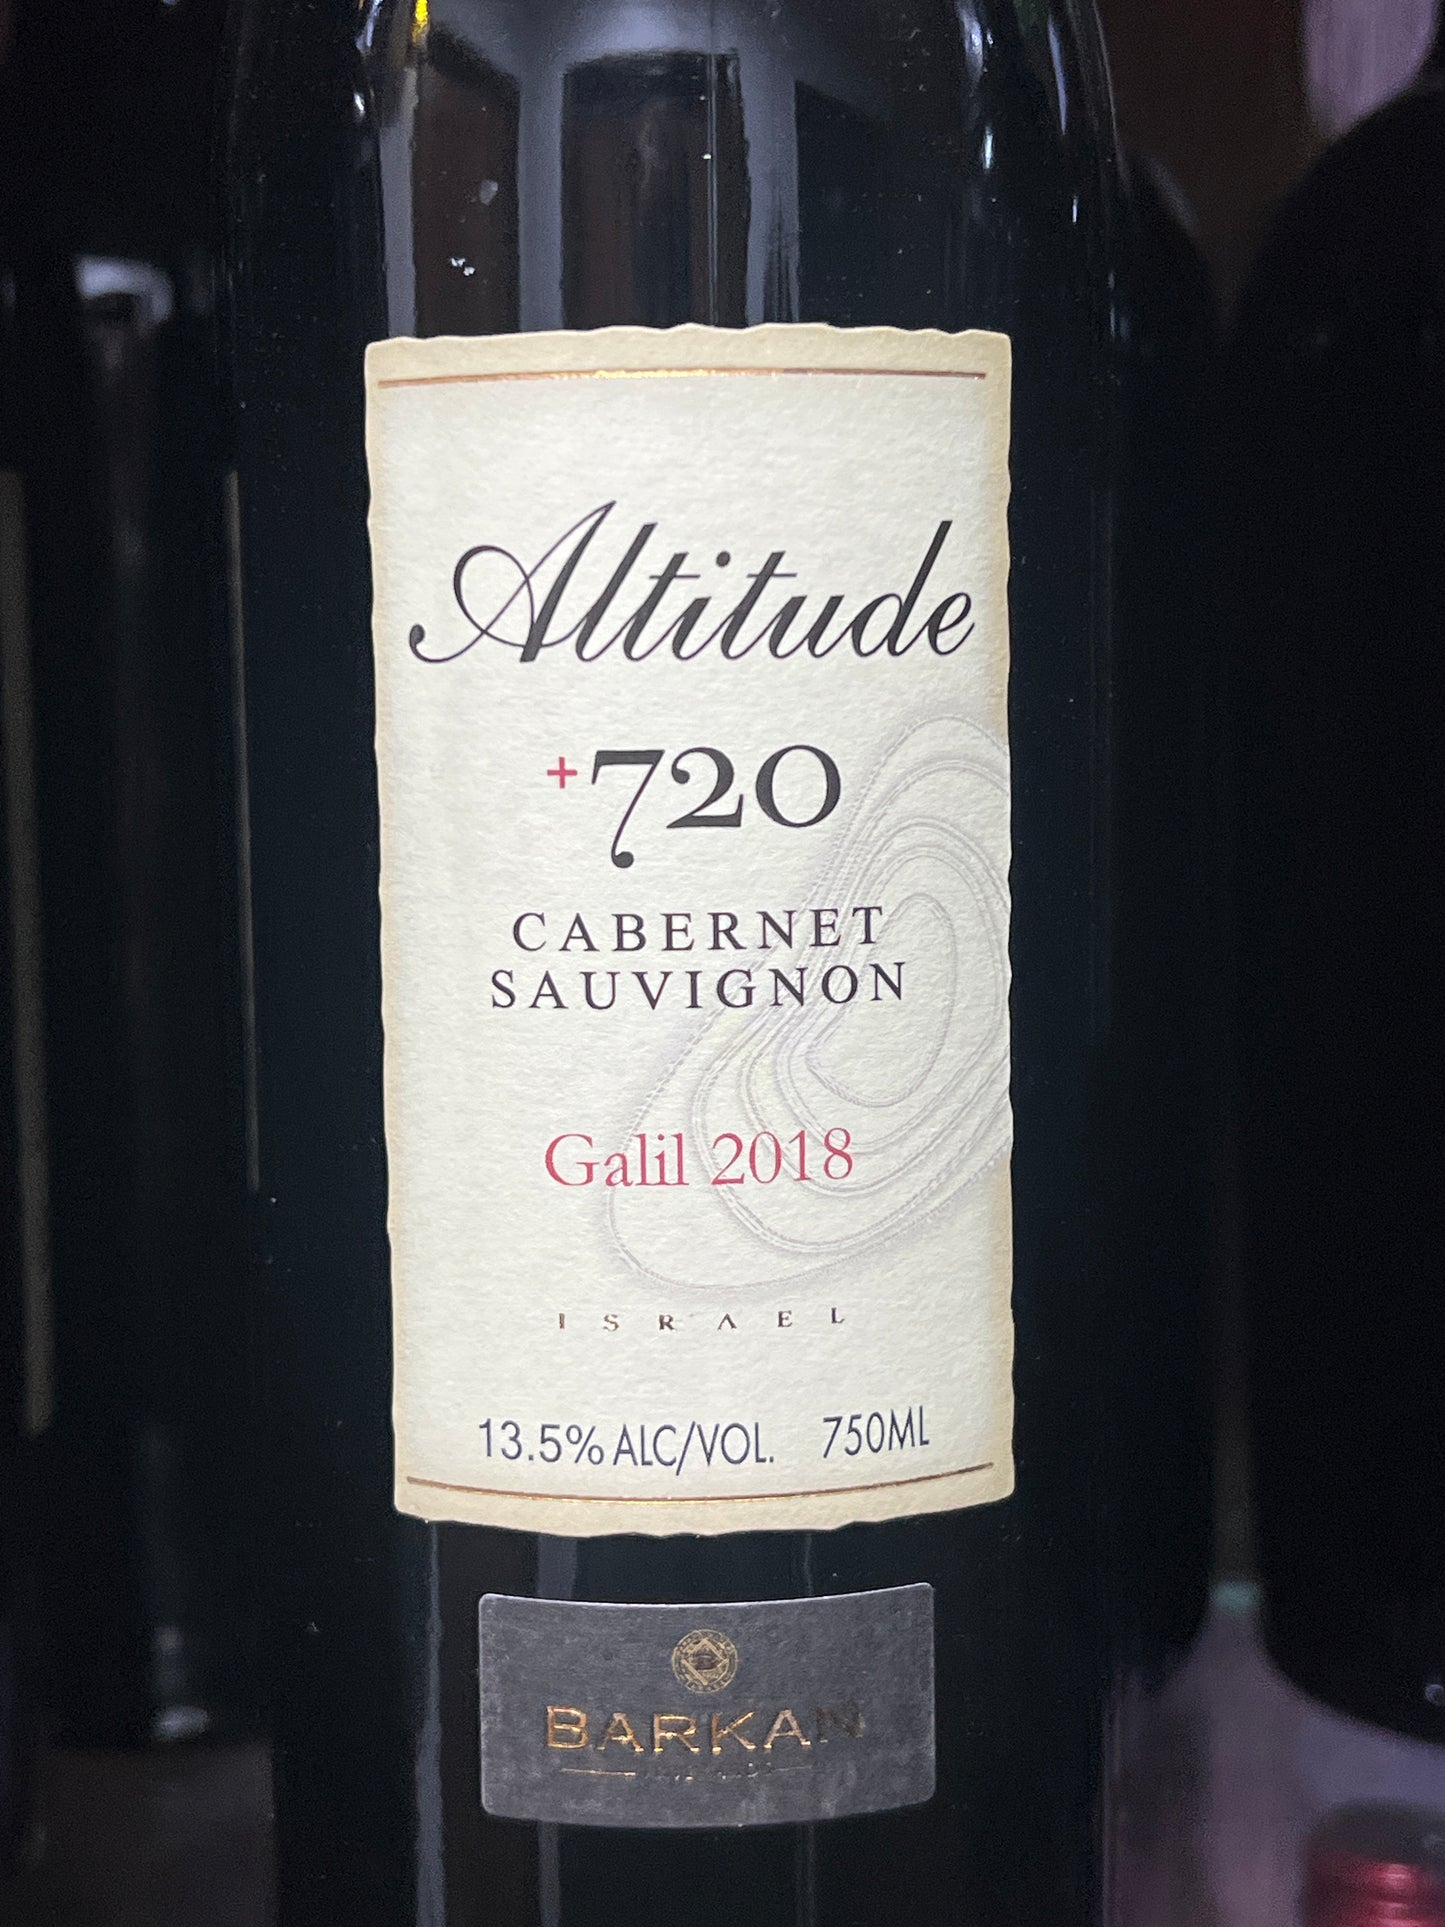 Altitude
+720
CABERNET
SAUVIGNON
Galil 2018
ISRAEL
13.5% ALC/VOL. 750ML
BARKAN